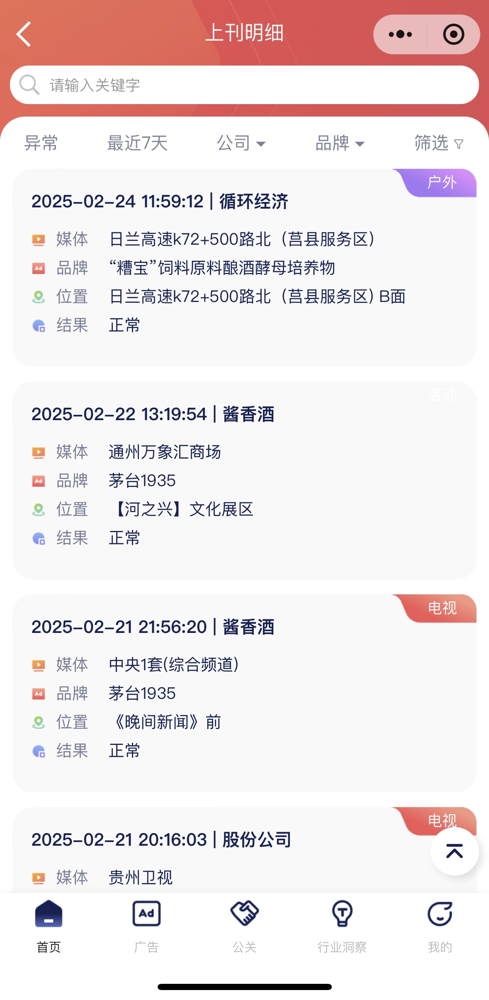 上刊明细
请输入关键字
异常 最近7天 公司 品牌 筛选
户外
2025-02-24 11:59:12 | 循环经济
媒体 日兰高速k72+500路北（莒县服务区）
Ad 品牌 “糟宝”饲料原料酿酒酵母培养物
位置 日兰高速k72+500路北（莒县服务区）B面
结果 正常
活动
2025-02-22 13:19:54 | 酱香酒
媒体 通州万象汇商场
Ad 品牌 茅台1935
位置 【河之兴】文化展区
结果 正常
电视
2025-02-21 21:56:20 | 酱香酒
媒体 中央1套(综合频道)
Ad 品牌 茅台1935
位置 《晚间新闻》前
结果 正常
电视
2025-02-21 20:16:03 | 股份公司
媒体 贵州卫视
Ad
首页 广告 公关 行业洞察 我的